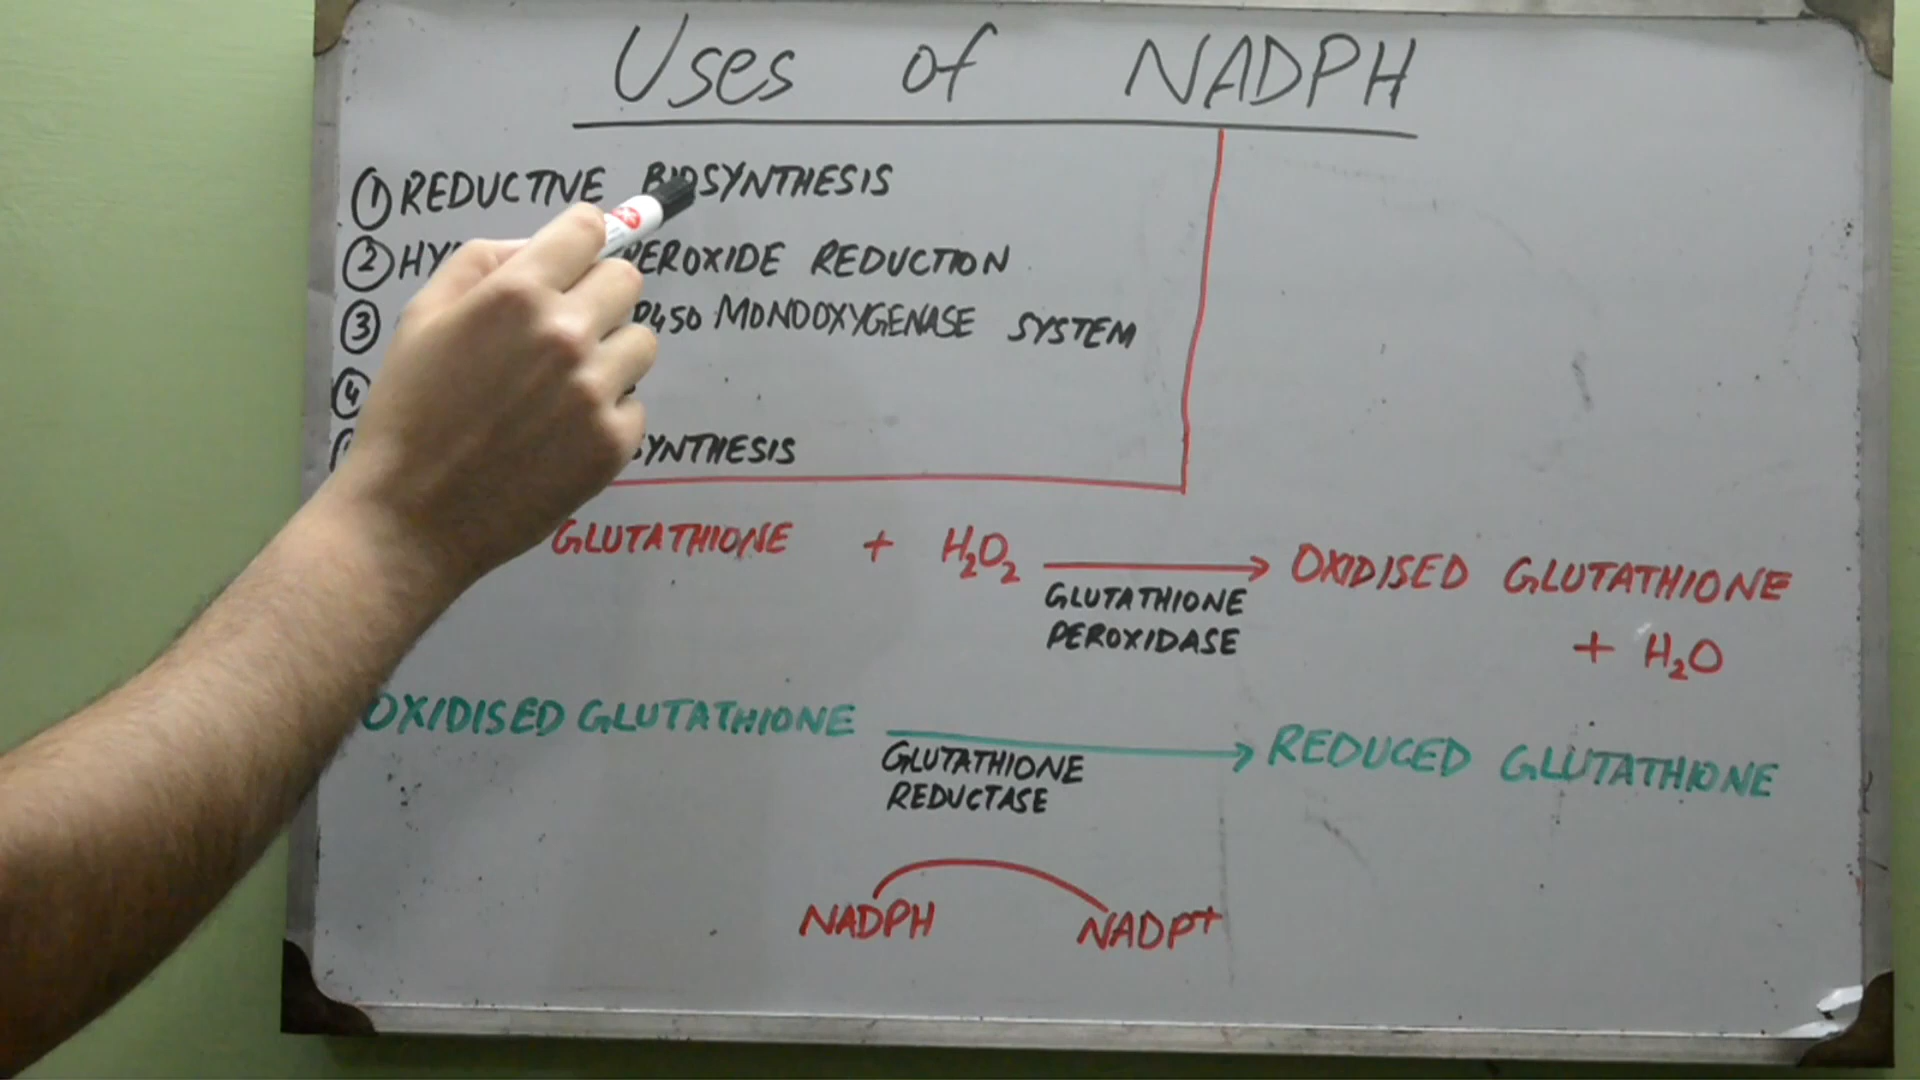 Uses of NADPH
① REDUCTIVE BIOSYNTHESIS
② PEROXIDE REDUCTION
③ P450 MONOOXYGENASE SYSTEM
④
SYNTHESIS
GLUTATHIONE + H₂O₂ → OXIDISED GLUTATHIONE
GLUTATHIONE
PEROXIDASE
+ H₂O
OXIDISED GLUTATHIONE → REDUCED GLUTATHIONE
GLUTATHIONE
REDUCTASE
NADPH NADP+